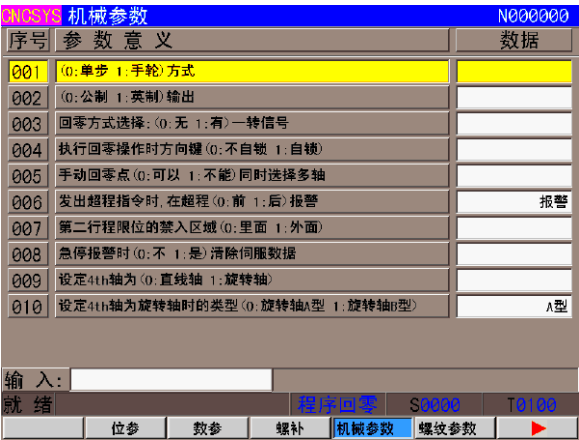 CNCSYS 机械参数 N000000
序号 参 数 意 义 数据
001 (0:单步 1:手轮)方式
002 (0:公制 1:英制)输出
003 回零方式选择:(0:无 1:有)一转信号
004 执行回零操作时方向键(0:不自锁 1:自锁)
005 手动回零点(0:可以 1:不能)同时选择多轴
006 发出超程指令时,在超程(0:前 1:后)报警 报警
007 第二行程限位的禁入区域(0:里面 1:外面)
008 急停报警时(0:不 1:是)清除伺服数据
009 设定4th轴为(0:直线轴 1:旋转轴)
010 设定4th轴为旋转轴时的类型(0:旋转轴A型 1:旋转轴B型) A型
输 入:
就 绪 程序回零 S0000 T0100
位参 数参 螺补 机械参数 螺纹参数